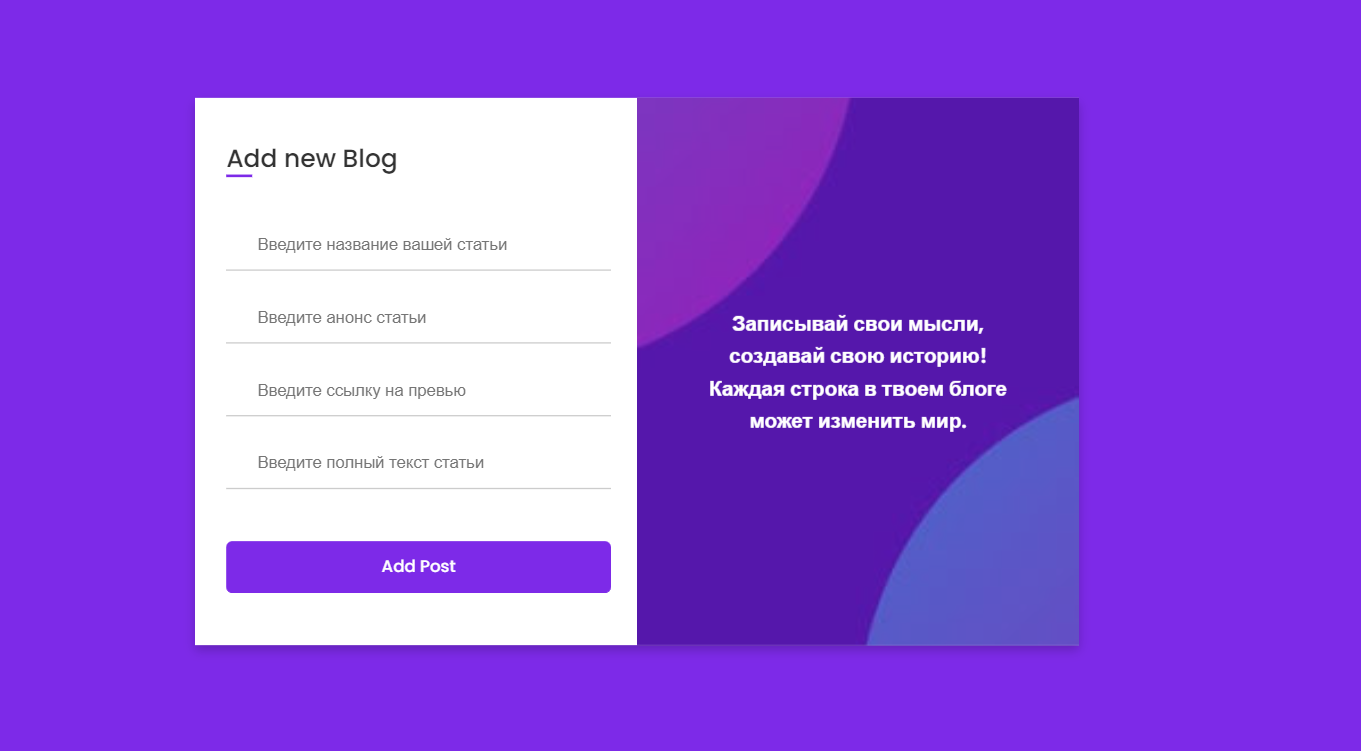 Add new Blog
Введите название вашей статьи
Введите анонс статьи
Введите ссылку на превью
Введите полный текст статьи
Add Post
Записывай свои мысли,
создавай свою историю!
Каждая строка в твоем блоге
может изменить мир.